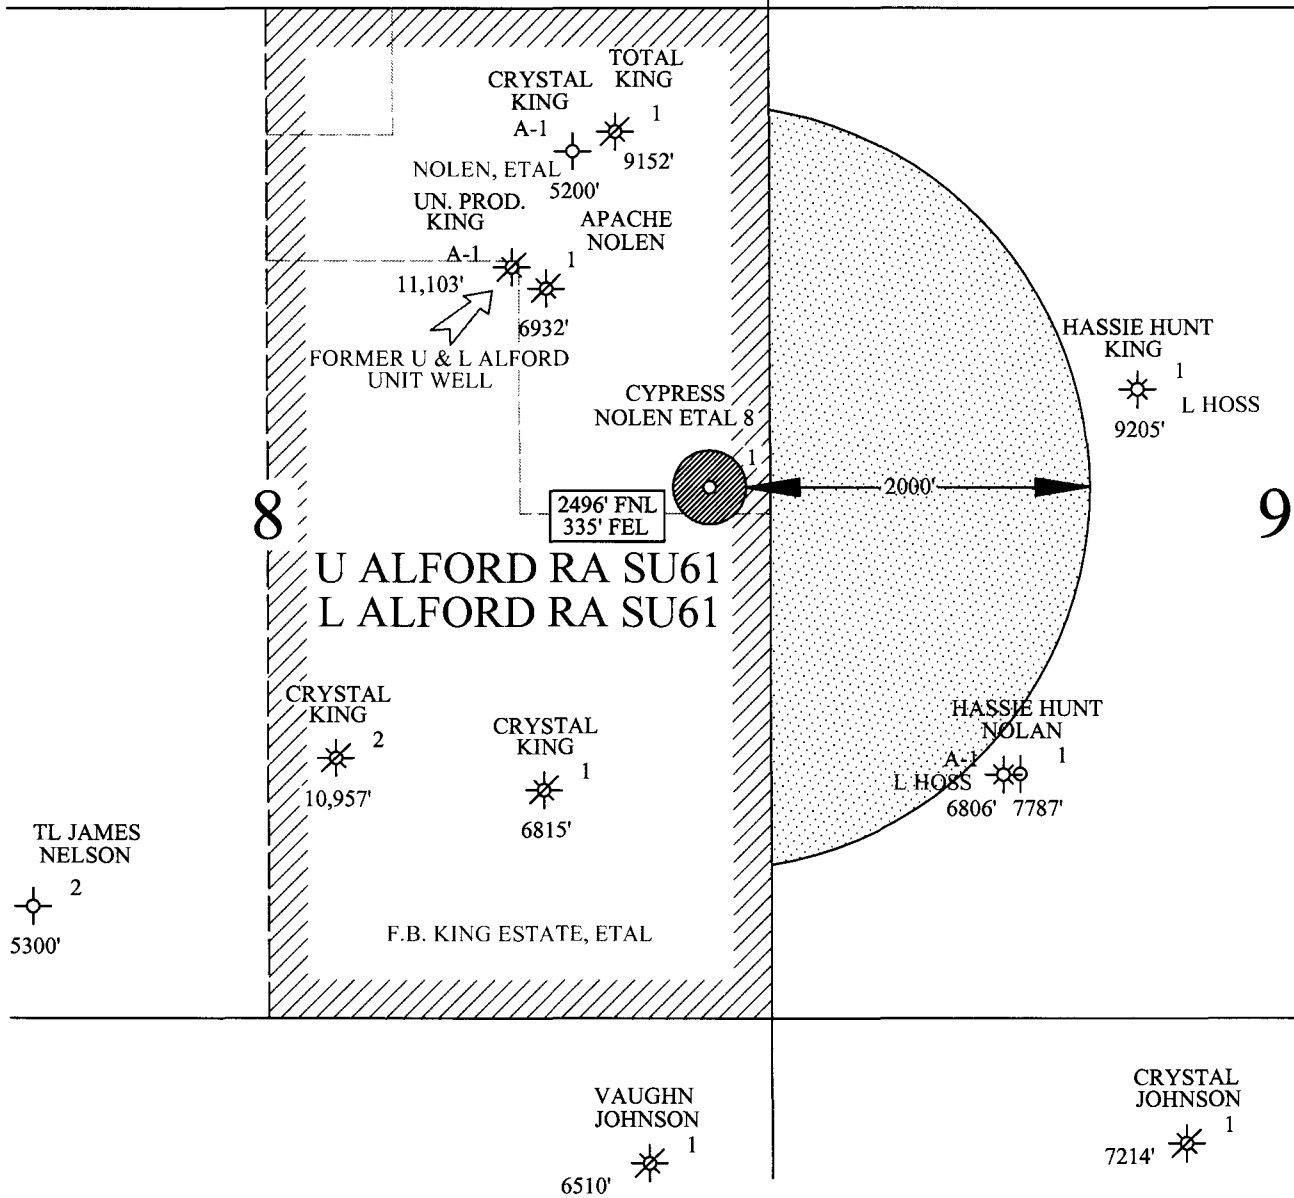 TOTAL
KING
1
9152'
CRYSTAL
KING
A-1
5200'
NOLEN, ETAL
UN. PROD.
KING
A-1
11,103'
APACHE
NOLEN
1
6932'
FORMER U & L ALFORD
UNIT WELL
HASSIE HUNT
KING
1
L HOSS
9205'
CYPRESS
NOLEN ETAL 8
1
2000'
2496' FNL
335' FEL
8
9
U ALFORD RA SU61
L ALFORD RA SU61
CRYSTAL
KING
2
10,957'
CRYSTAL
KING
1
6815'
HASSIE HUNT
NOLAN
A-1
1
L HOSS
6806'
7787'
TL JAMES
NELSON
2
5300'
F.B. KING ESTATE, ETAL
VAUGHN
JOHNSON
1
6510'
CRYSTAL
JOHNSON
1
7214'